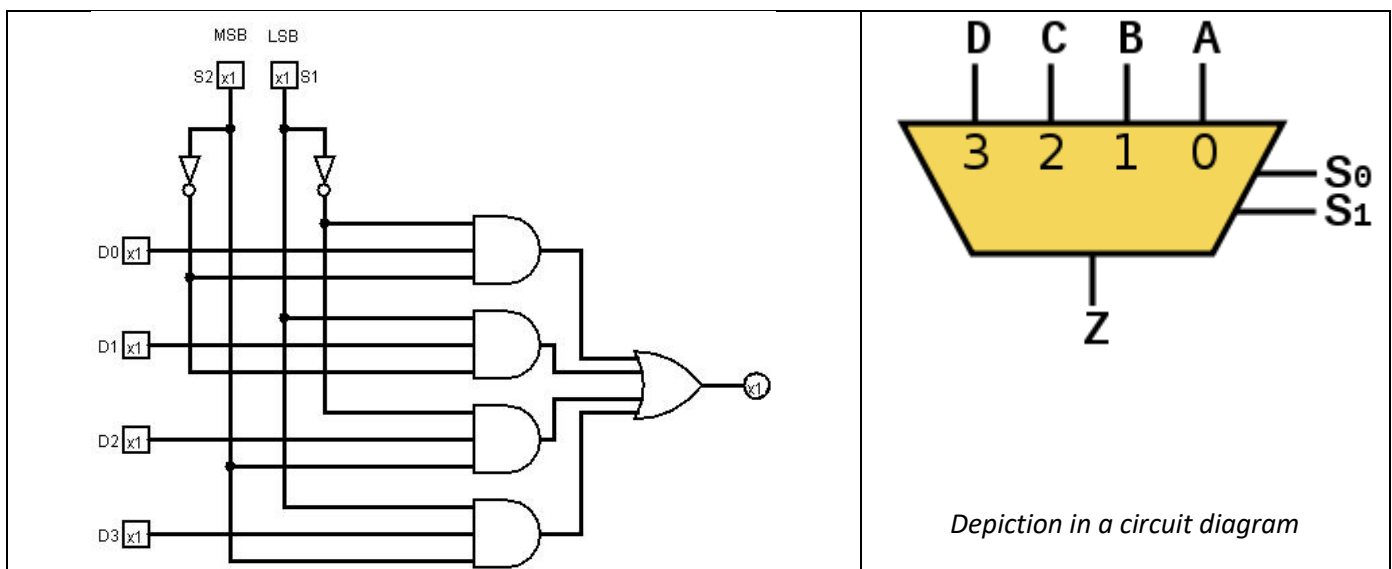 MSB LSB
S2 x1 x1 S1
D0 x1
D1 x1
x1
D2 x1
D3 x1
D C B A
3 2 1 0
S0
S1
Z
Depiction in a circuit diagram